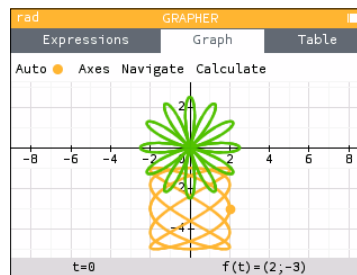 rad GRAPHER
Expressions Graph Table
Auto Axes Navigate Calculate
2
-8 -6 -4 -2 0 2 4 6 8
-2
-4
t=0 f(t)=(2;-3)